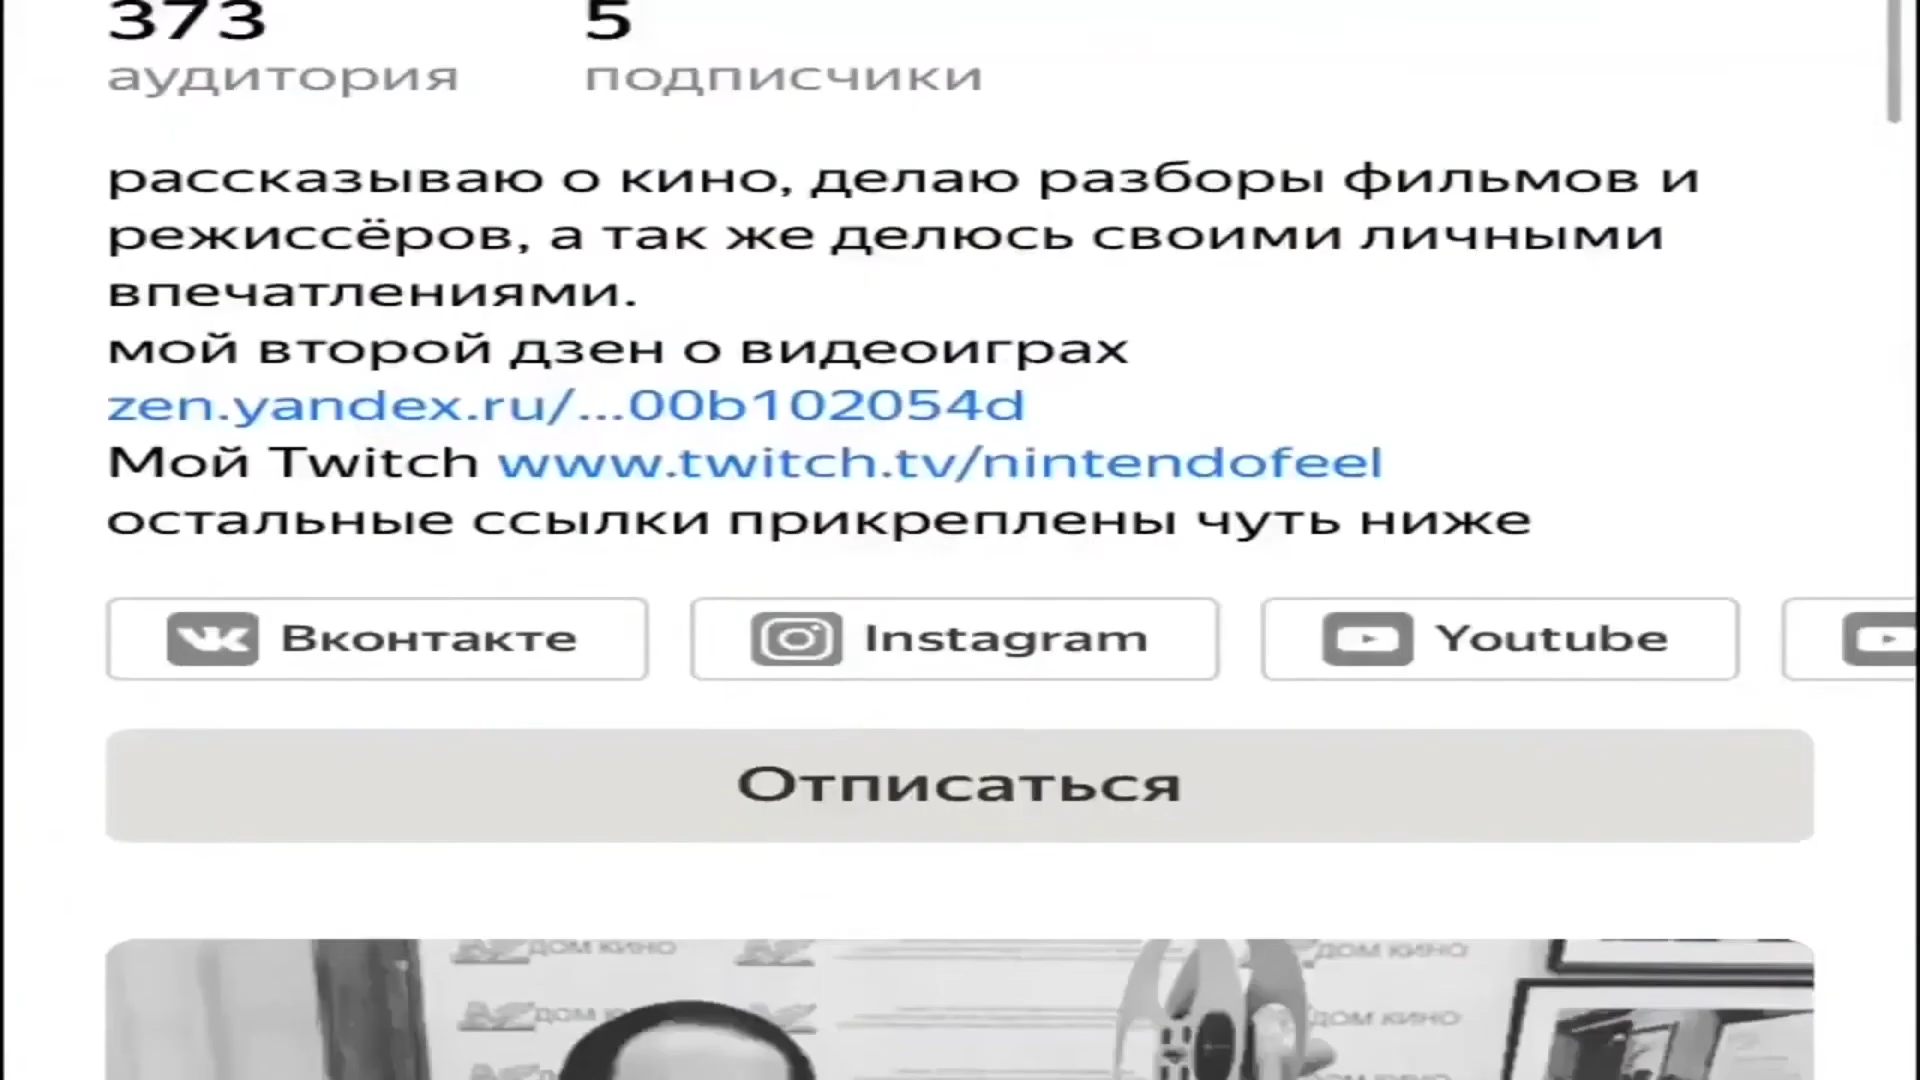 373
5
аудитория
подписчики
рассказываю о кино, делаю разборы фильмов и
режиссёров, а так же делюсь своими личными
впечатлениями.
мой второй дзен о видеоиграх
zen.yandex.ru/...00b102054d
Мой Twitch www.twitch.tv/nintendofeel
остальные ссылки прикреплены чуть ниже
Вконтакте
Instagram
Youtube
Отписаться
ДОМ КИНО
ДОМ КИНО
ДОМ
ДОМ КИНО